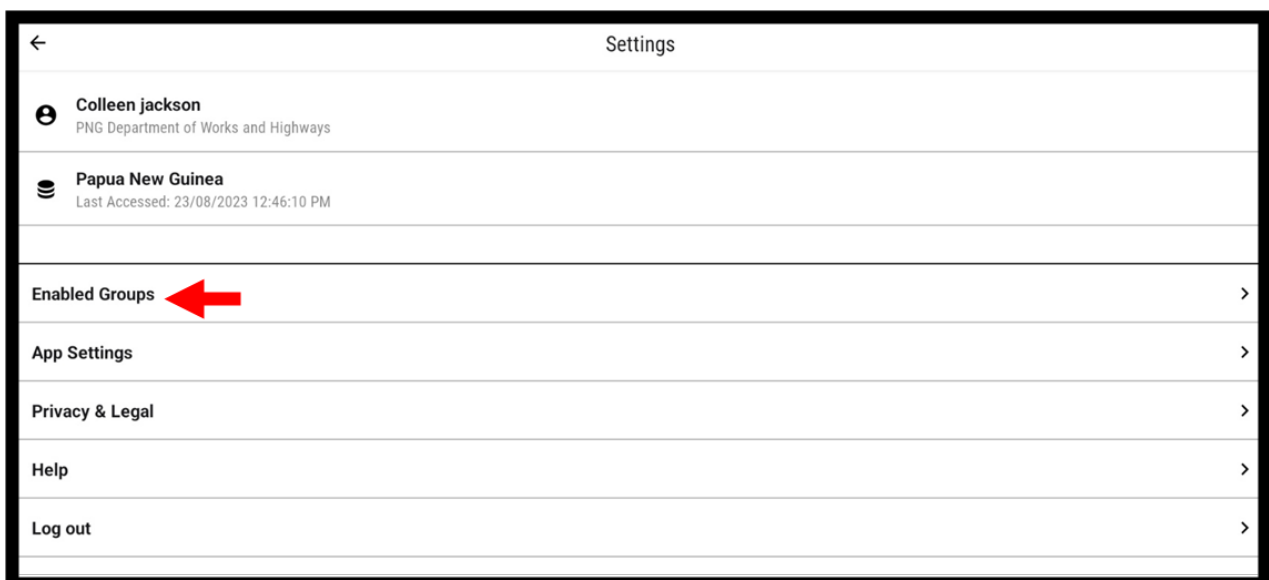 Settings
Colleen jackson
PNG Department of Works and Highways
Papua New Guinea
Last Accessed: 23/08/2023 12:46:10 PM
Enabled Groups
App Settings
Privacy & Legal
Help
Log out